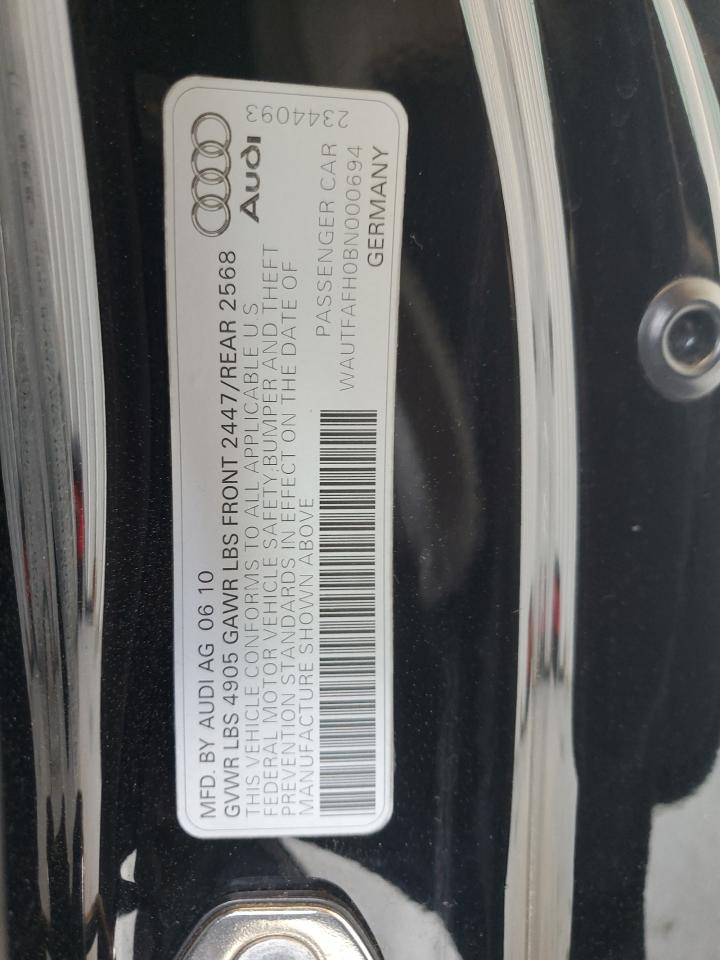 MFD. BY AUDI AG 06 10
GVWR LBS 4905 GAWR LBS FRONT 2447/REAR 2568
THIS VEHICLE CONFORMS TO ALL APPLICABLE U S
FEDERAL MOTOR VEHICLE SAFETY, BUMPER AND THEFT
PREVENTION STANDARDS IN EFFECT ON THE DATE OF
MANUFACTURE SHOWN ABOVE
PASSENGER CAR
WAUTFAFH0BN000694
GERMANY
Audi
2344093